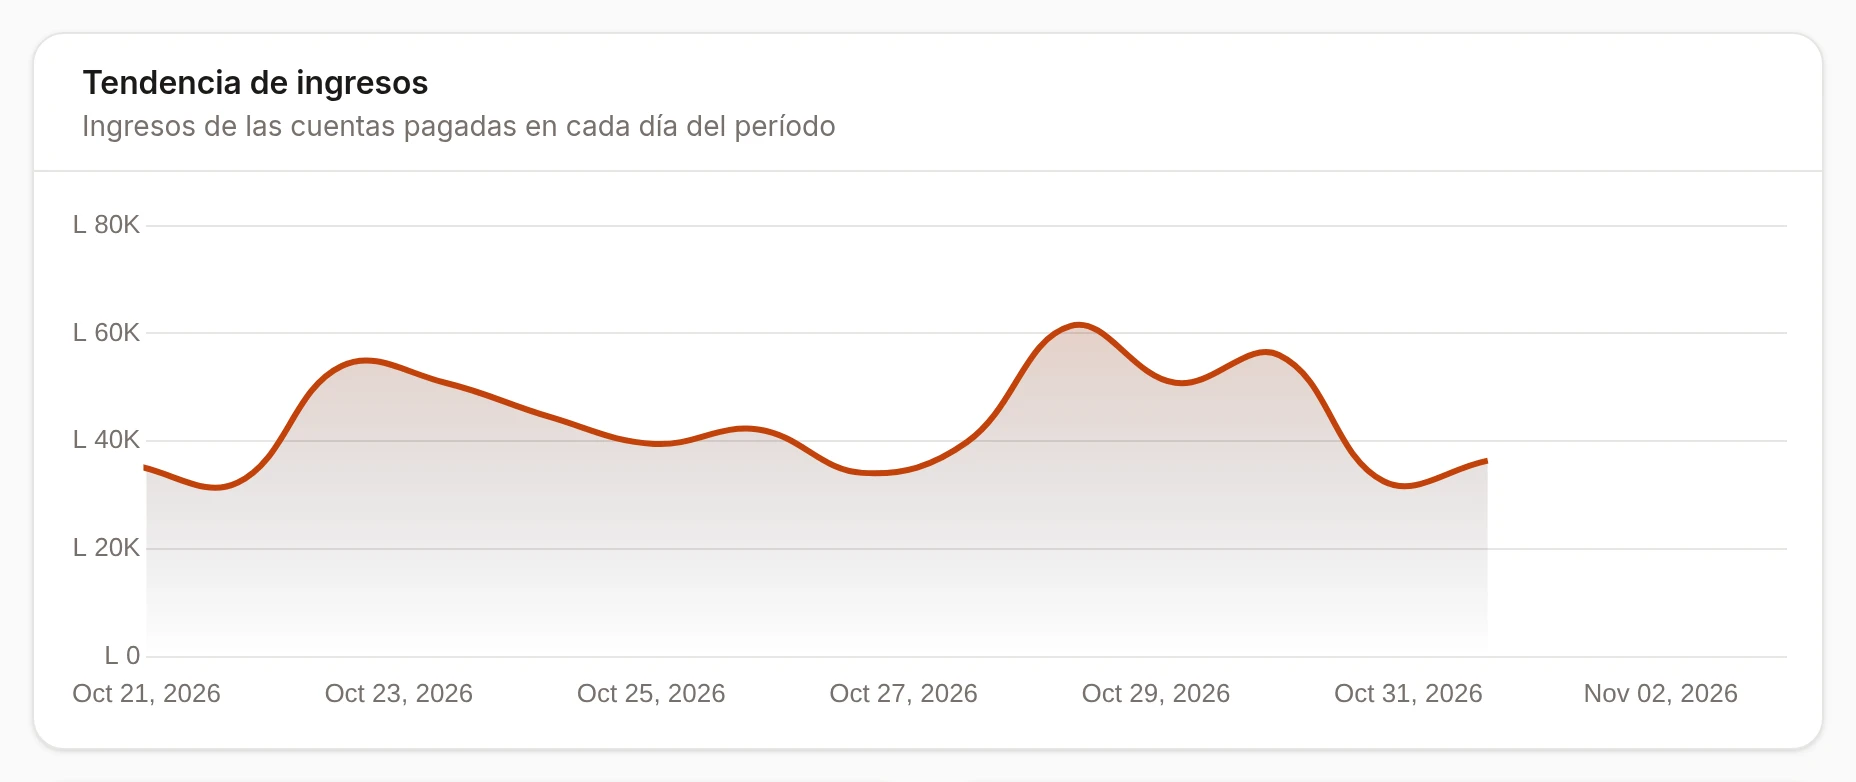 Tendencia de ingresos
Ingresos de las cuentas pagadas en cada día del período
L 80K
L 60K
L 40K
L 20K
L 0
Oct 21, 2026 Oct 23, 2026 Oct 25, 2026 Oct 27, 2026 Oct 29, 2026 Oct 31, 2026 Nov 02, 2026